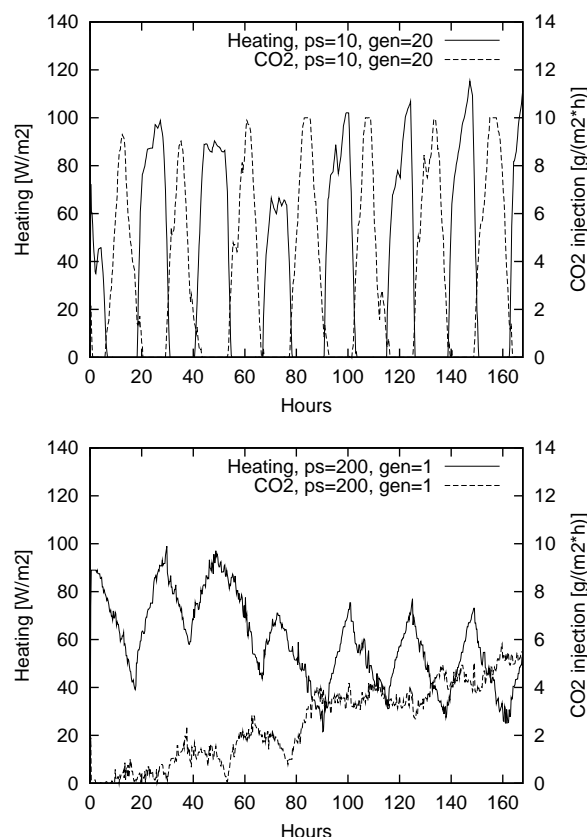 Heating, ps=10, gen=20
CO2, ps=10, gen=20
Heating [W/m2]
CO2 injection [g/(m2*h)]
140
120
100
80
60
40
20
0
14
12
10
8
6
4
2
0
0 20 40 60 80 100 120 140 160
Hours
Heating, ps=200, gen=1
CO2, ps=200, gen=1
Heating [W/m2]
CO2 injection [g/(m2*h)]
140
120
100
80
60
40
20
0
14
12
10
8
6
4
2
0
0 20 40 60 80 100 120 140 160
Hours